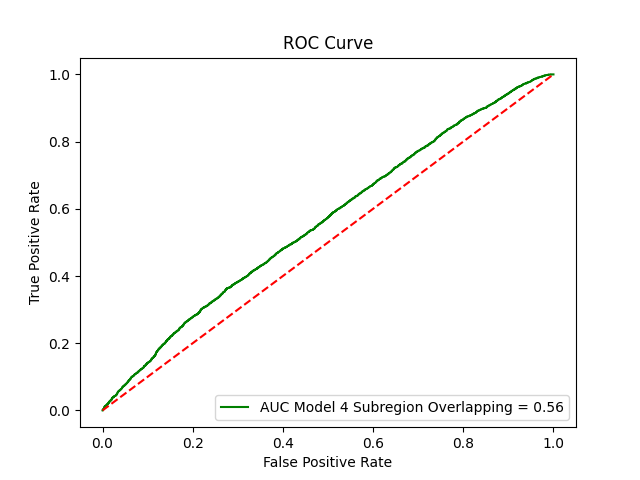 ROC Curve
True Positive Rate
1.0
0.8
0.6
0.4
0.2
0.0
AUC Model 4 Subregion Overlapping = 0.56
0.0 0.2 0.4 0.6 0.8 1.0
False Positive Rate